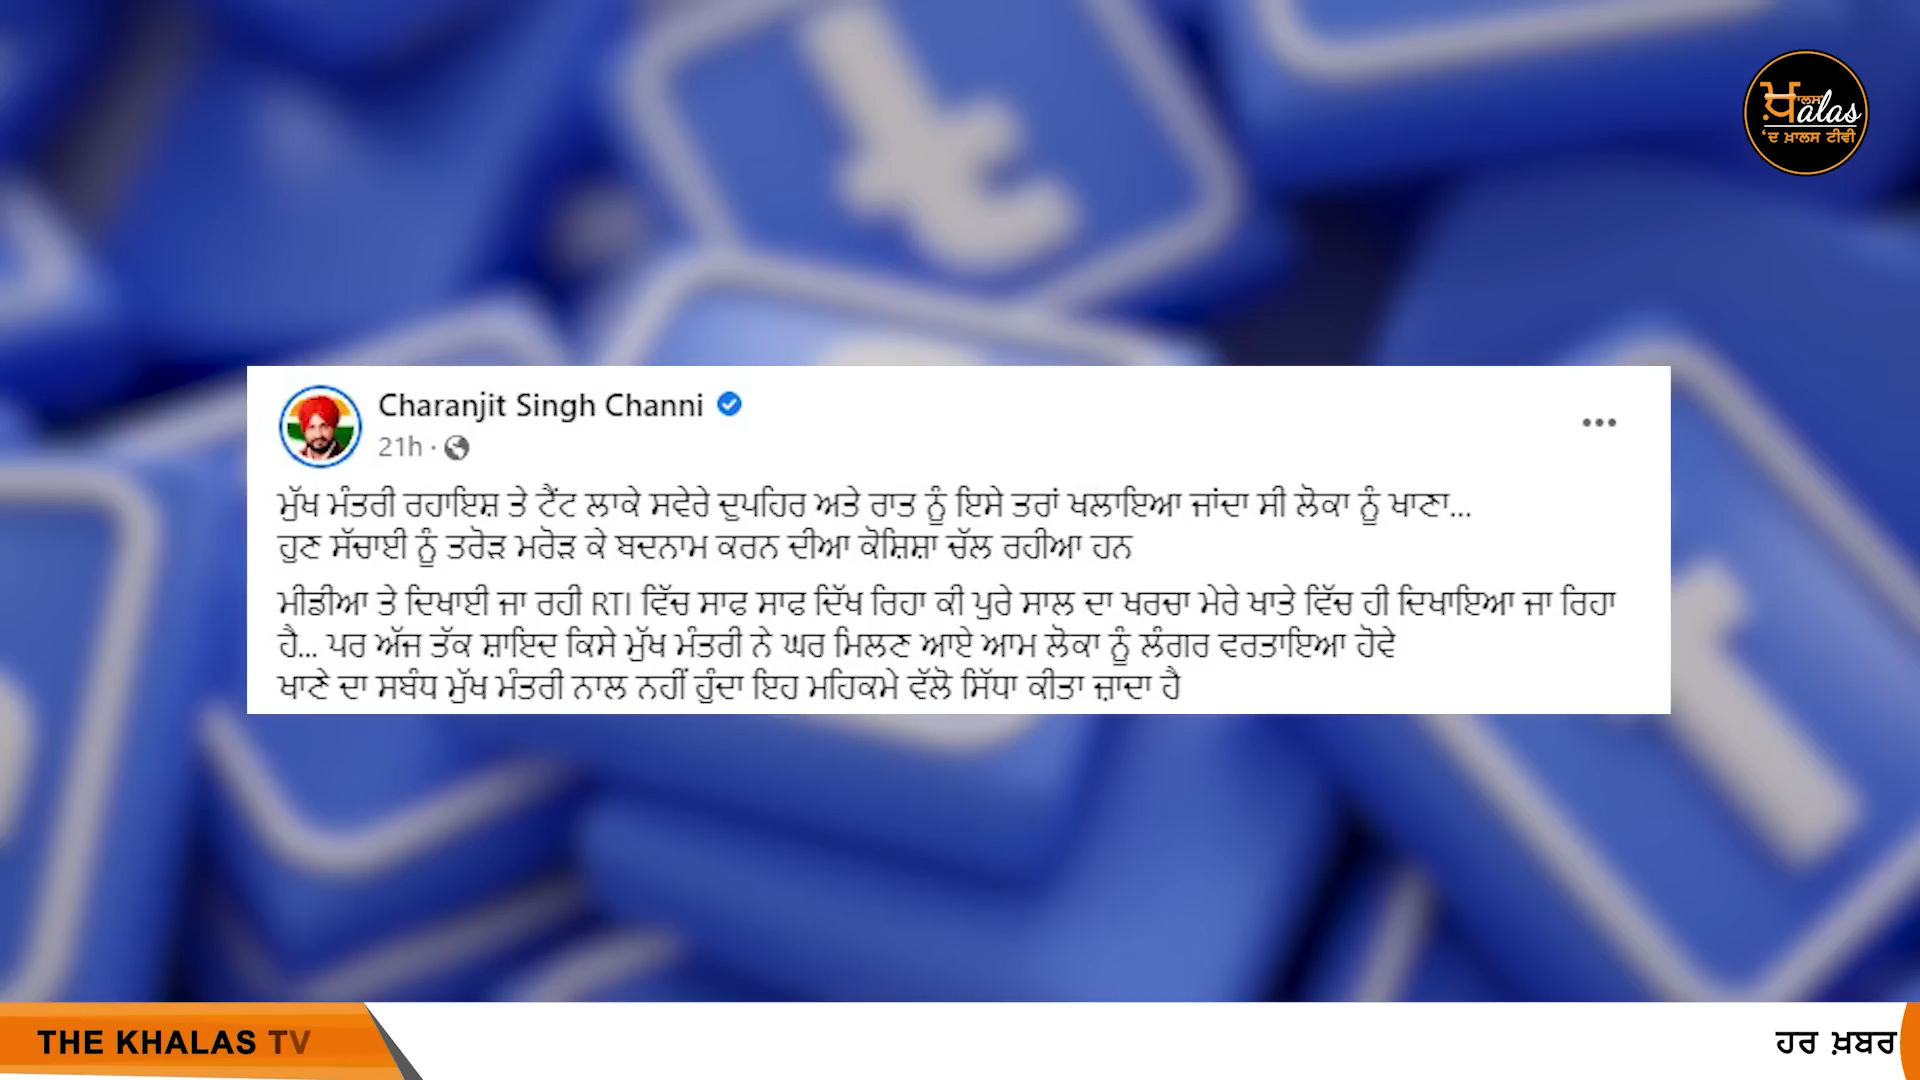 ਖ਼ਾਲਸalas
'ਦ ਖ਼ਾਲਸ ਟੀਵੀ
Charanjit Singh Channi
21h ·
ਮੁੱਖ ਮੰਤਰੀ ਰਹਾਇਸ਼ ਤੇ ਟੈਂਟ ਲਾਕੇ ਸਵੇਰੇ ਦੁਪਹਿਰ ਅਤੇ ਰਾਤ ਨੂੰ ਇਸੇ ਤਰਾਂ ਖਲਾਇਆ ਜਾਂਦਾ ਸੀ ਲੋਕਾ ਨੂੰ ਖਾਣਾ...
ਹੁਣ ਸੱਚਾਈ ਨੂੰ ਤਰੋੜ ਮਰੋੜ ਕੇ ਬਦਨਾਮ ਕਰਨ ਦੀਆ ਕੋਸ਼ਿਸ਼ਾ ਚੱਲ ਰਹੀਆ ਹਨ
ਮੀਡੀਆ ਤੇ ਦਿਖਾਈ ਜਾ ਰਹੀ RTI ਵਿੱਚ ਸਾਫ ਸਾਫ ਦਿੱਖ ਰਿਹਾ ਕੀ ਪੁਰੇ ਸਾਲ ਦਾ ਖਰਚਾ ਮੇਰੇ ਖਾਤੇ ਵਿੱਚ ਹੀ ਦਿਖਾਇਆ ਜਾ ਰਿਹਾ
ਹੈ... ਪਰ ਅੱਜ ਤੱਕ ਸ਼ਾਇਦ ਕਿਸੇ ਮੁੱਖ ਮੰਤਰੀ ਨੇ ਘਰ ਮਿਲਣ ਆਏ ਆਮ ਲੋਕਾ ਨੂੰ ਲੰਗਰ ਵਰਤਾਇਆ ਹੋਵੇ
ਖਾਣੇ ਦਾ ਸਬੰਧ ਮੁੱਖ ਮੰਤਰੀ ਨਾਲ ਨਹੀਂ ਹੁੰਦਾ ਇਹ ਮਹਿਕਮੇ ਵੱਲੋ ਸਿੱਧਾ ਕੀਤਾ ਜ਼ਾਦਾ ਹੈ
THE KHALAS TV
ਹਰ ਖ਼ਬਰ